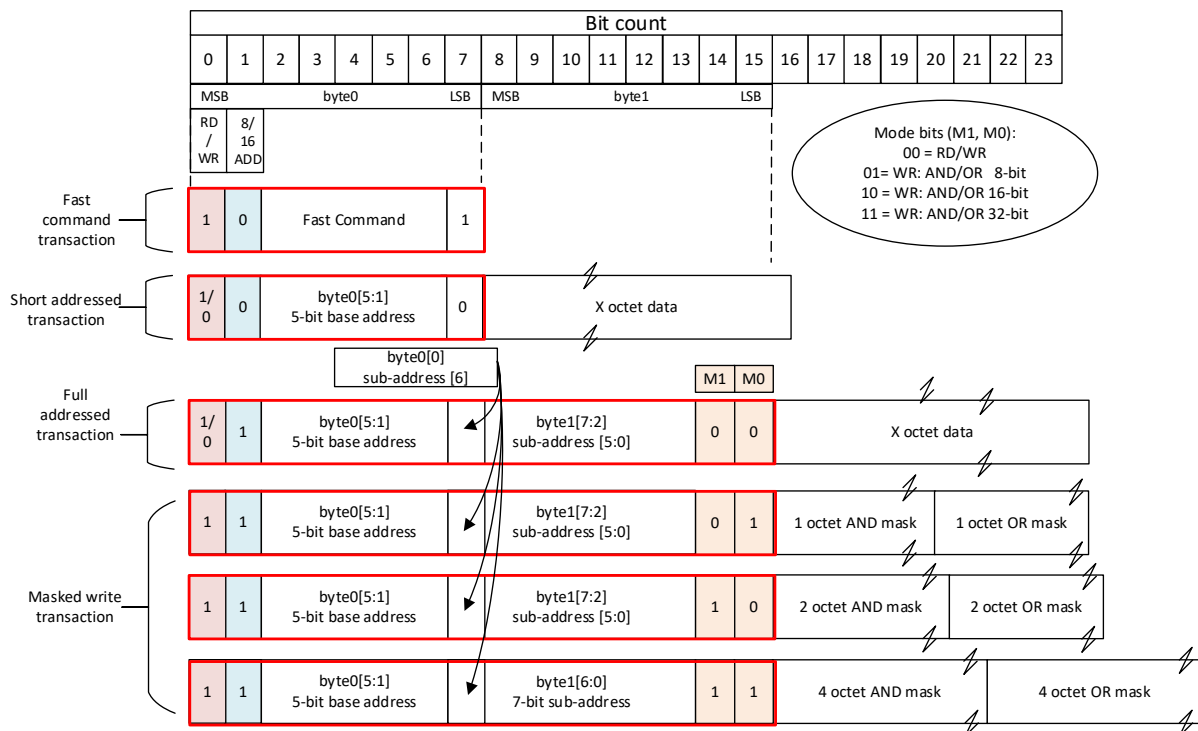 Bit count
0 1 2 3 4 5 6 7 8 9 10 11 12 13 14 15 16 17 18 19 20 21 22 23
MSB byte0 LSB MSB byte1 LSB
RD
/
WR
8/
16
ADD
Mode bits (M1, M0):
00 = RD/WR
01= WR: AND/OR 8-bit
10 = WR: AND/OR 16-bit
11 = WR: AND/OR 32-bit
Fast
command
transaction
1 0 Fast Command 1
Short addressed
transaction
1/
0
0
byte0[5:1]
5-bit base address
0
X octet data
byte0[0]
sub-address [6]
M1 M0
Full
addressed
transaction
1/
0
1
byte0[5:1]
5-bit base address
byte1[7:2]
sub-address [5:0]
0 0
X octet data
Masked write
transaction
1 1
byte0[5:1]
5-bit base address
byte1[7:2]
sub-address [5:0]
0 1
1 octet AND mask
1 octet OR mask
1 1
byte0[5:1]
5-bit base address
byte1[7:2]
sub-address [5:0]
1 0
2 octet AND mask
2 octet OR mask
1 1
byte0[5:1]
5-bit base address
byte1[6:0]
7-bit sub-address
1 1
4 octet AND mask
4 octet OR mask